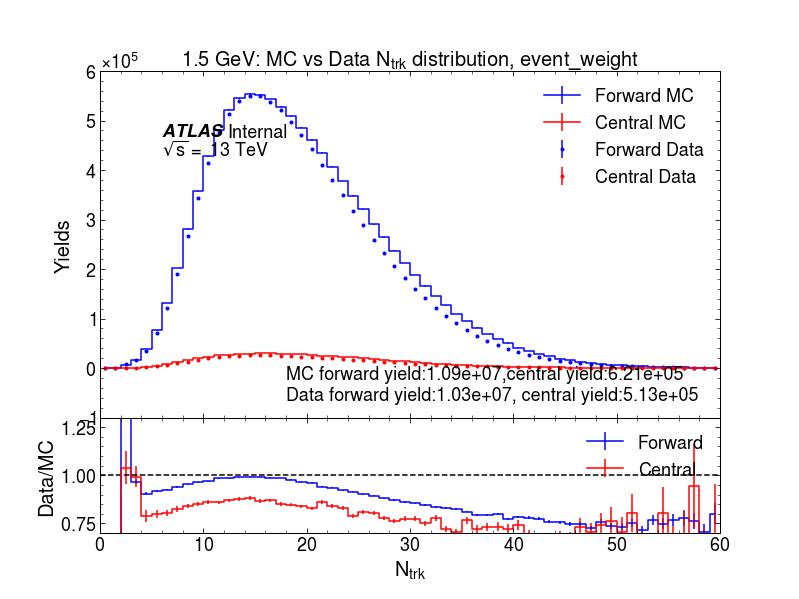 ×10⁵
1.5 GeV: MC vs Data Nₜᵣₖ distribution, event_weight
6
5
4
3
2
1
0
−1
Yields
ATLAS Internal
√s = 13 TeV
Forward MC
Central MC
Forward Data
Central Data
MC forward yield:1.09e+07,central yield:6.21e+05
Data forward yield:1.03e+07, central yield:5.13e+05
1.25
1.00
0.75
Data/MC
Forward
Central
0 10 20 30 40 50 60
Nₜᵣₖ